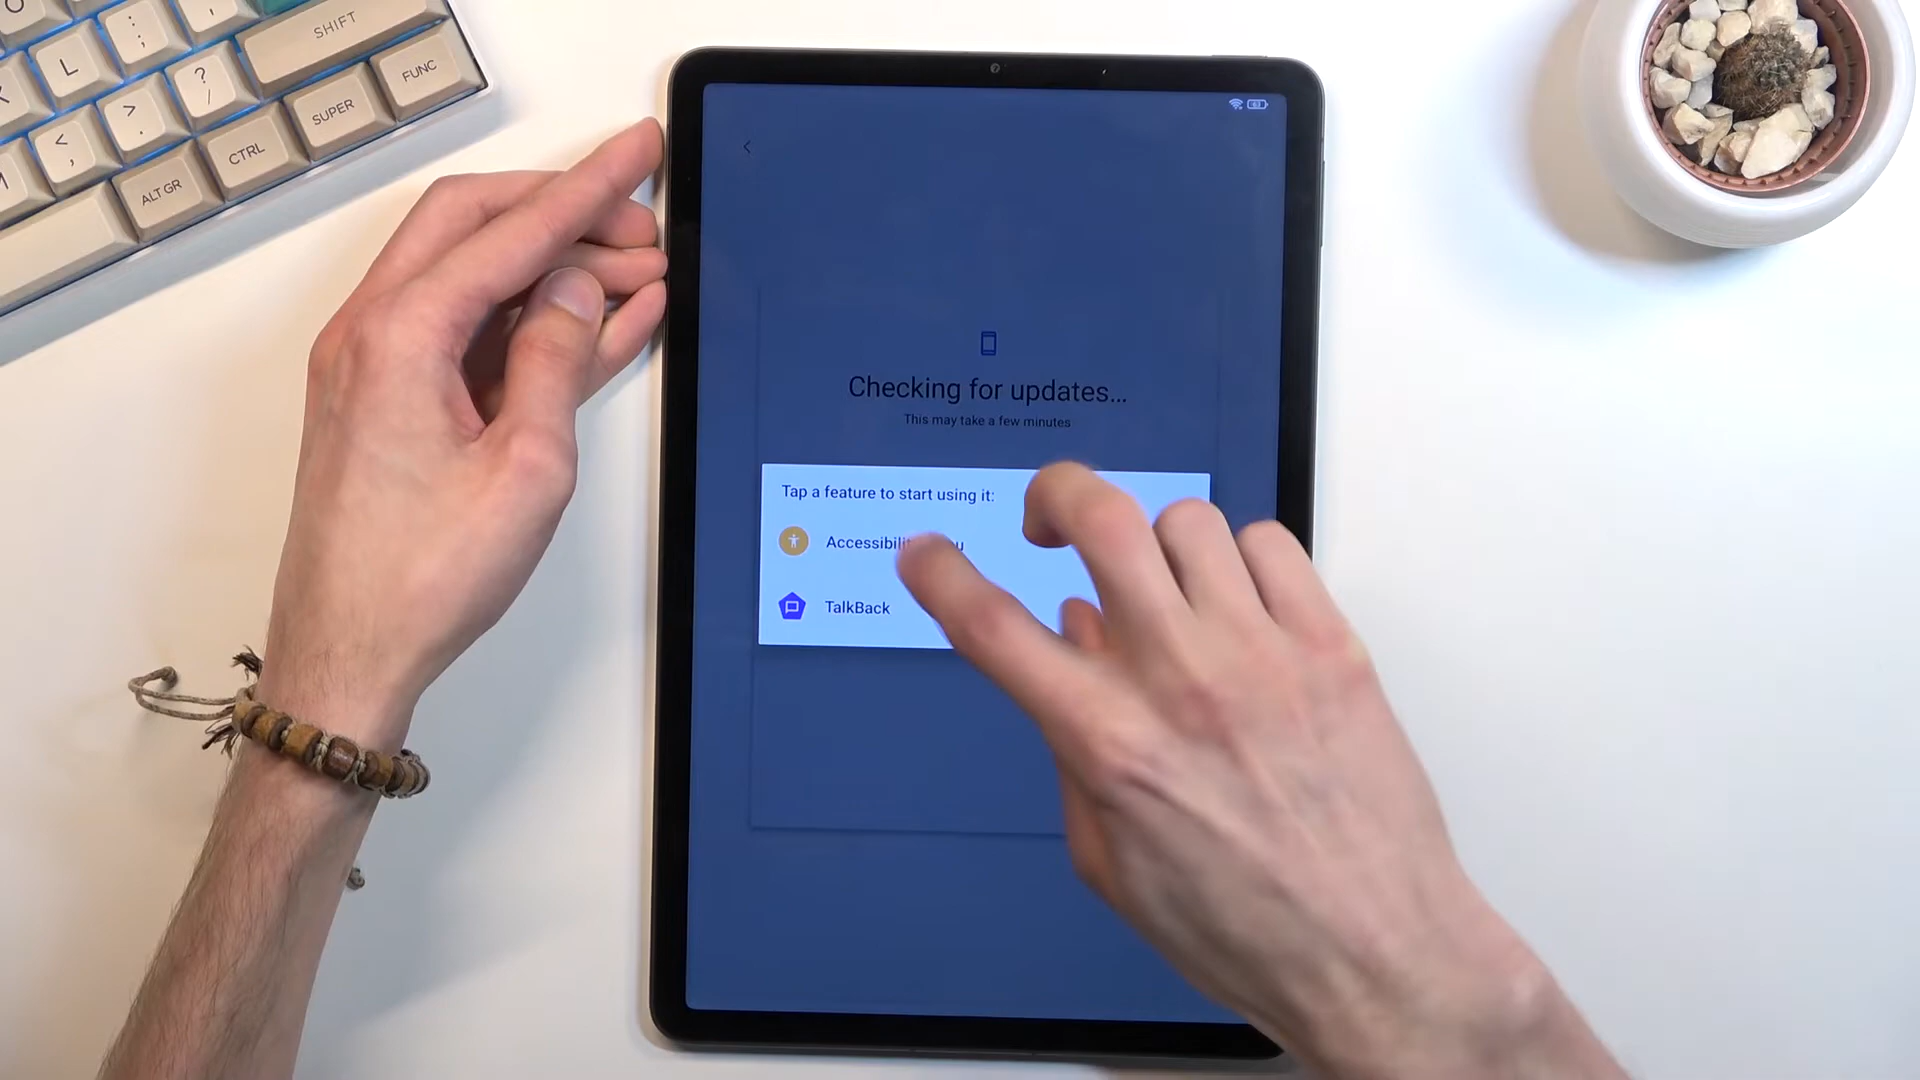 SHIFT
FUNC
SUPER
CTRL
ALT GR
L
:
;
?
/
>
.
<
,
63
Checking for updates...
This may take a few minutes
Tap a feature to start using it:
TalkBack